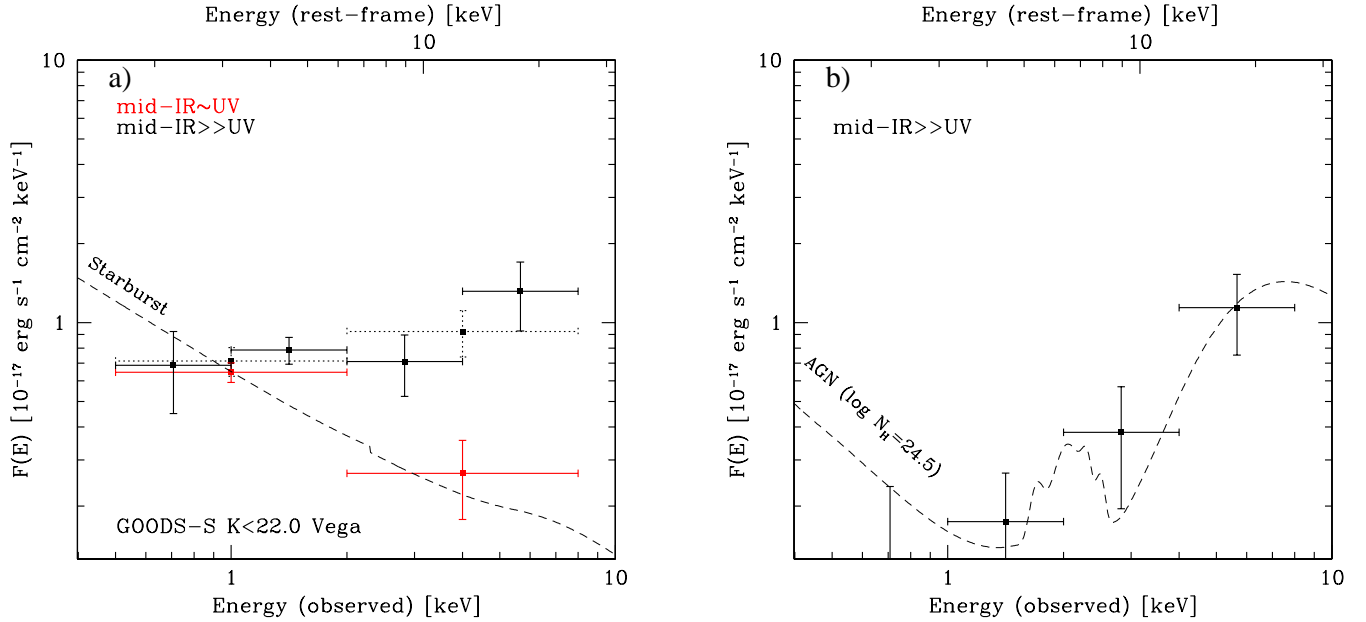 Energy (rest-frame) [keV]
10
10
a)
mid-IR~UV
mid-IR>>UV
Starburst
1
F(E) [10⁻¹⁷ erg s⁻¹ cm⁻² keV⁻¹]
GOODS-S K<22.0 Vega
1
10
Energy (observed) [keV]
Energy (rest-frame) [keV]
10
10
b)
mid-IR>>UV
1
F(E) [10⁻¹⁷ erg s⁻¹ cm⁻² keV⁻¹]
AGN (log N_H=24.5)
1
10
Energy (observed) [keV]